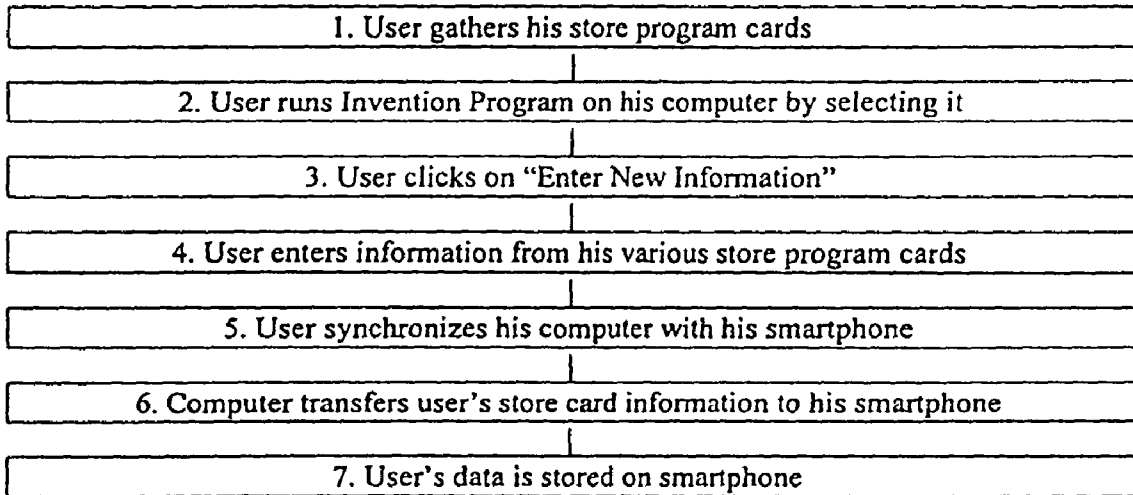 1. User gathers his store program cards
2. User runs Invention Program on his computer by selecting it
3. User clicks on “Enter New Information”
4. User enters information from his various store program cards
5. User synchronizes his computer with his smartphone
6. Computer transfers user's store card information to his smartphone
7. User's data is stored on smartphone